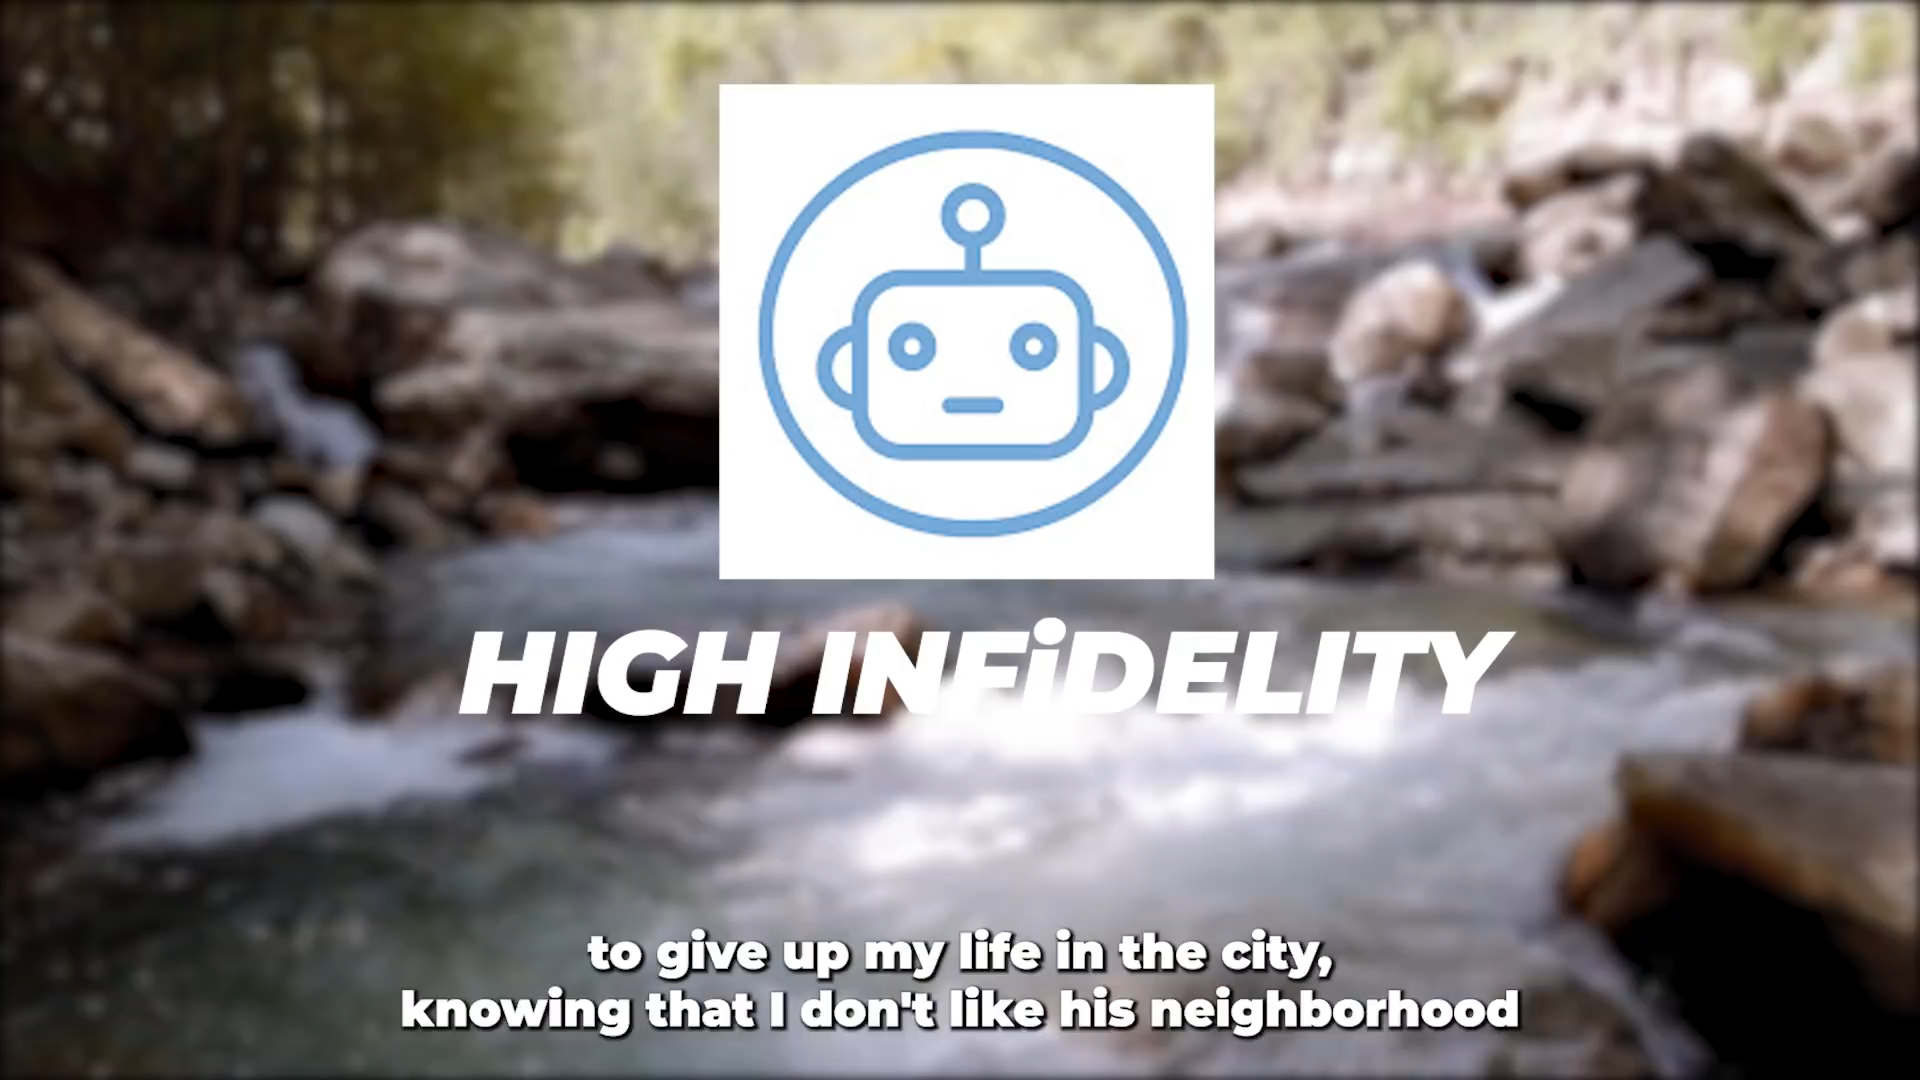 HIGH INFiDELITY
to give up my life in the city,
knowing that I don't like his neighborhood